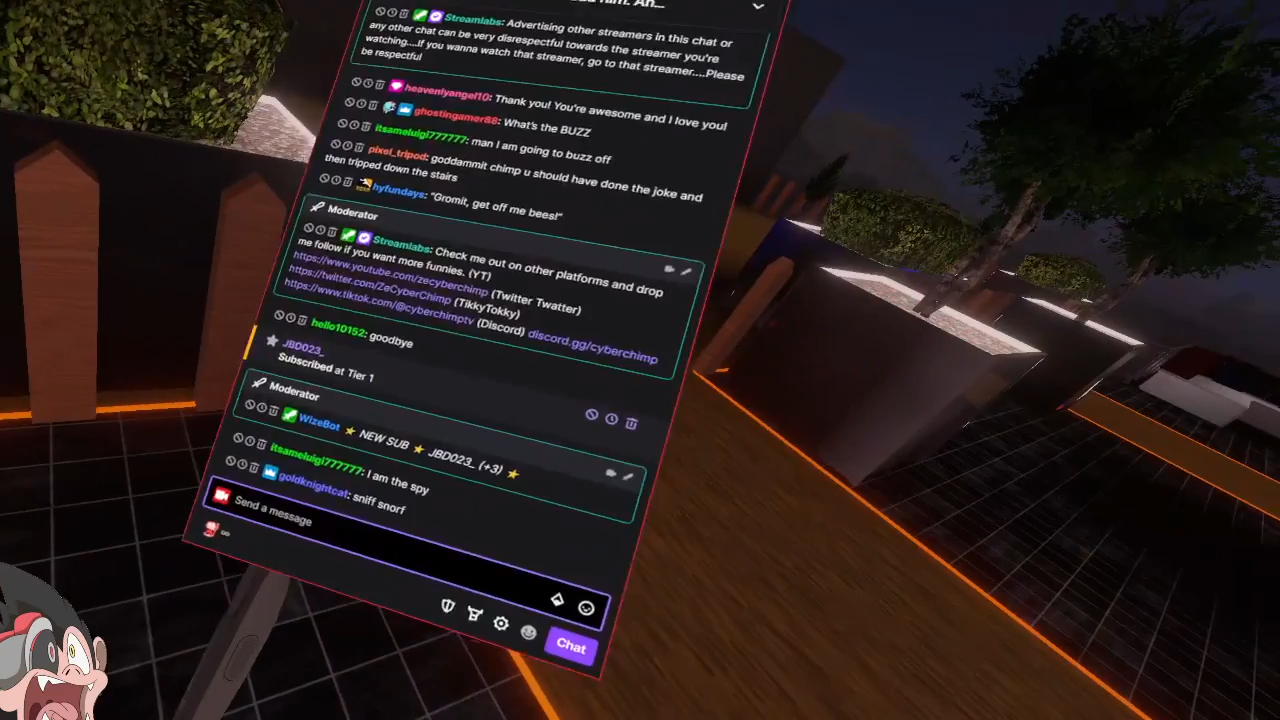 Streamlabs: Advertising other streamers in this chat or
any other chat can be very disrespectful towards the streamer you're
watching....If you wanna watch that streamer, go to that streamer....Please
be respectful
heavenlyangel10: Thank you! You're awesome and I love you!
ghostingamer88: What's the BUZZ
itsameluigi777777: man I am going to buzz off
pixel_tripod: goddammit chimp u should have done the joke and
then tripped down the stairs
hyfundays: "Gromit, get off me bees!"
Moderator
Streamlabs: Check me out on other platforms and drop
me follow if you want more funnies. (YT)
https://www.youtube.com/zecyberchimp (Twitter Twatter)
https://twitter.com/ZeCyberChimp (TikkyTokky)
https://www.tiktok.com/@cyberchimptv (Discord) discord.gg/cyberchimp
hello10152: goodbye
JBD023_
Subscribed at Tier 1
Moderator
WizeBot NEW SUB JBD023_ (+3)
itsameluigi777777: I am the spy
goldknightcat: sniff snorf
Send a message
Chat